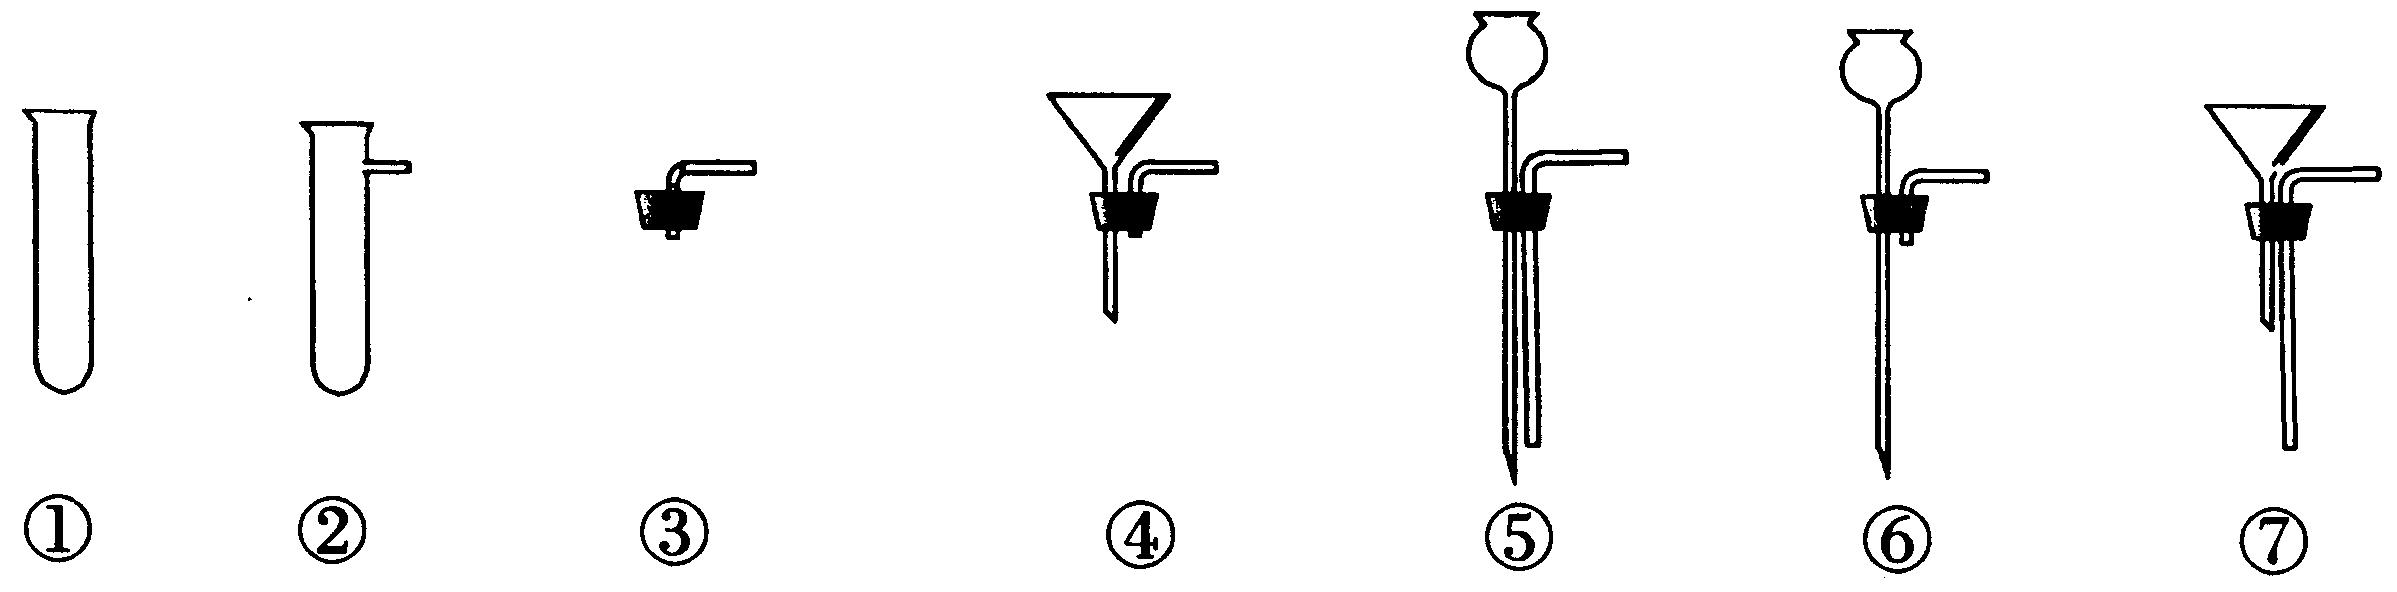 ① ② ③ ④ ⑤ ⑥ ⑦